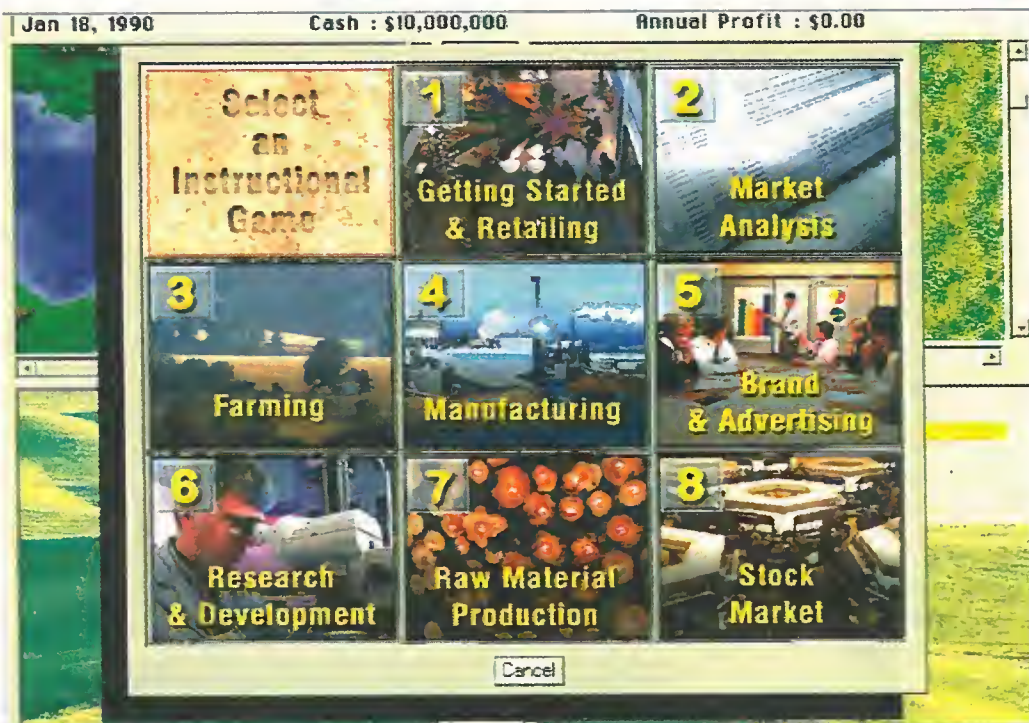 Jan 18, 1990 Cash : $10,000,000 Annual Profit : $0.00
Select
an
Instructional
Game
1
Getting Started
& Retailing
2
Market
Analysis
3
Farming
4
Manufacturing
5
Brand
& Advertising
6
Research
& Development
7
Raw Material
Production
8
Stock
Market
Cancel